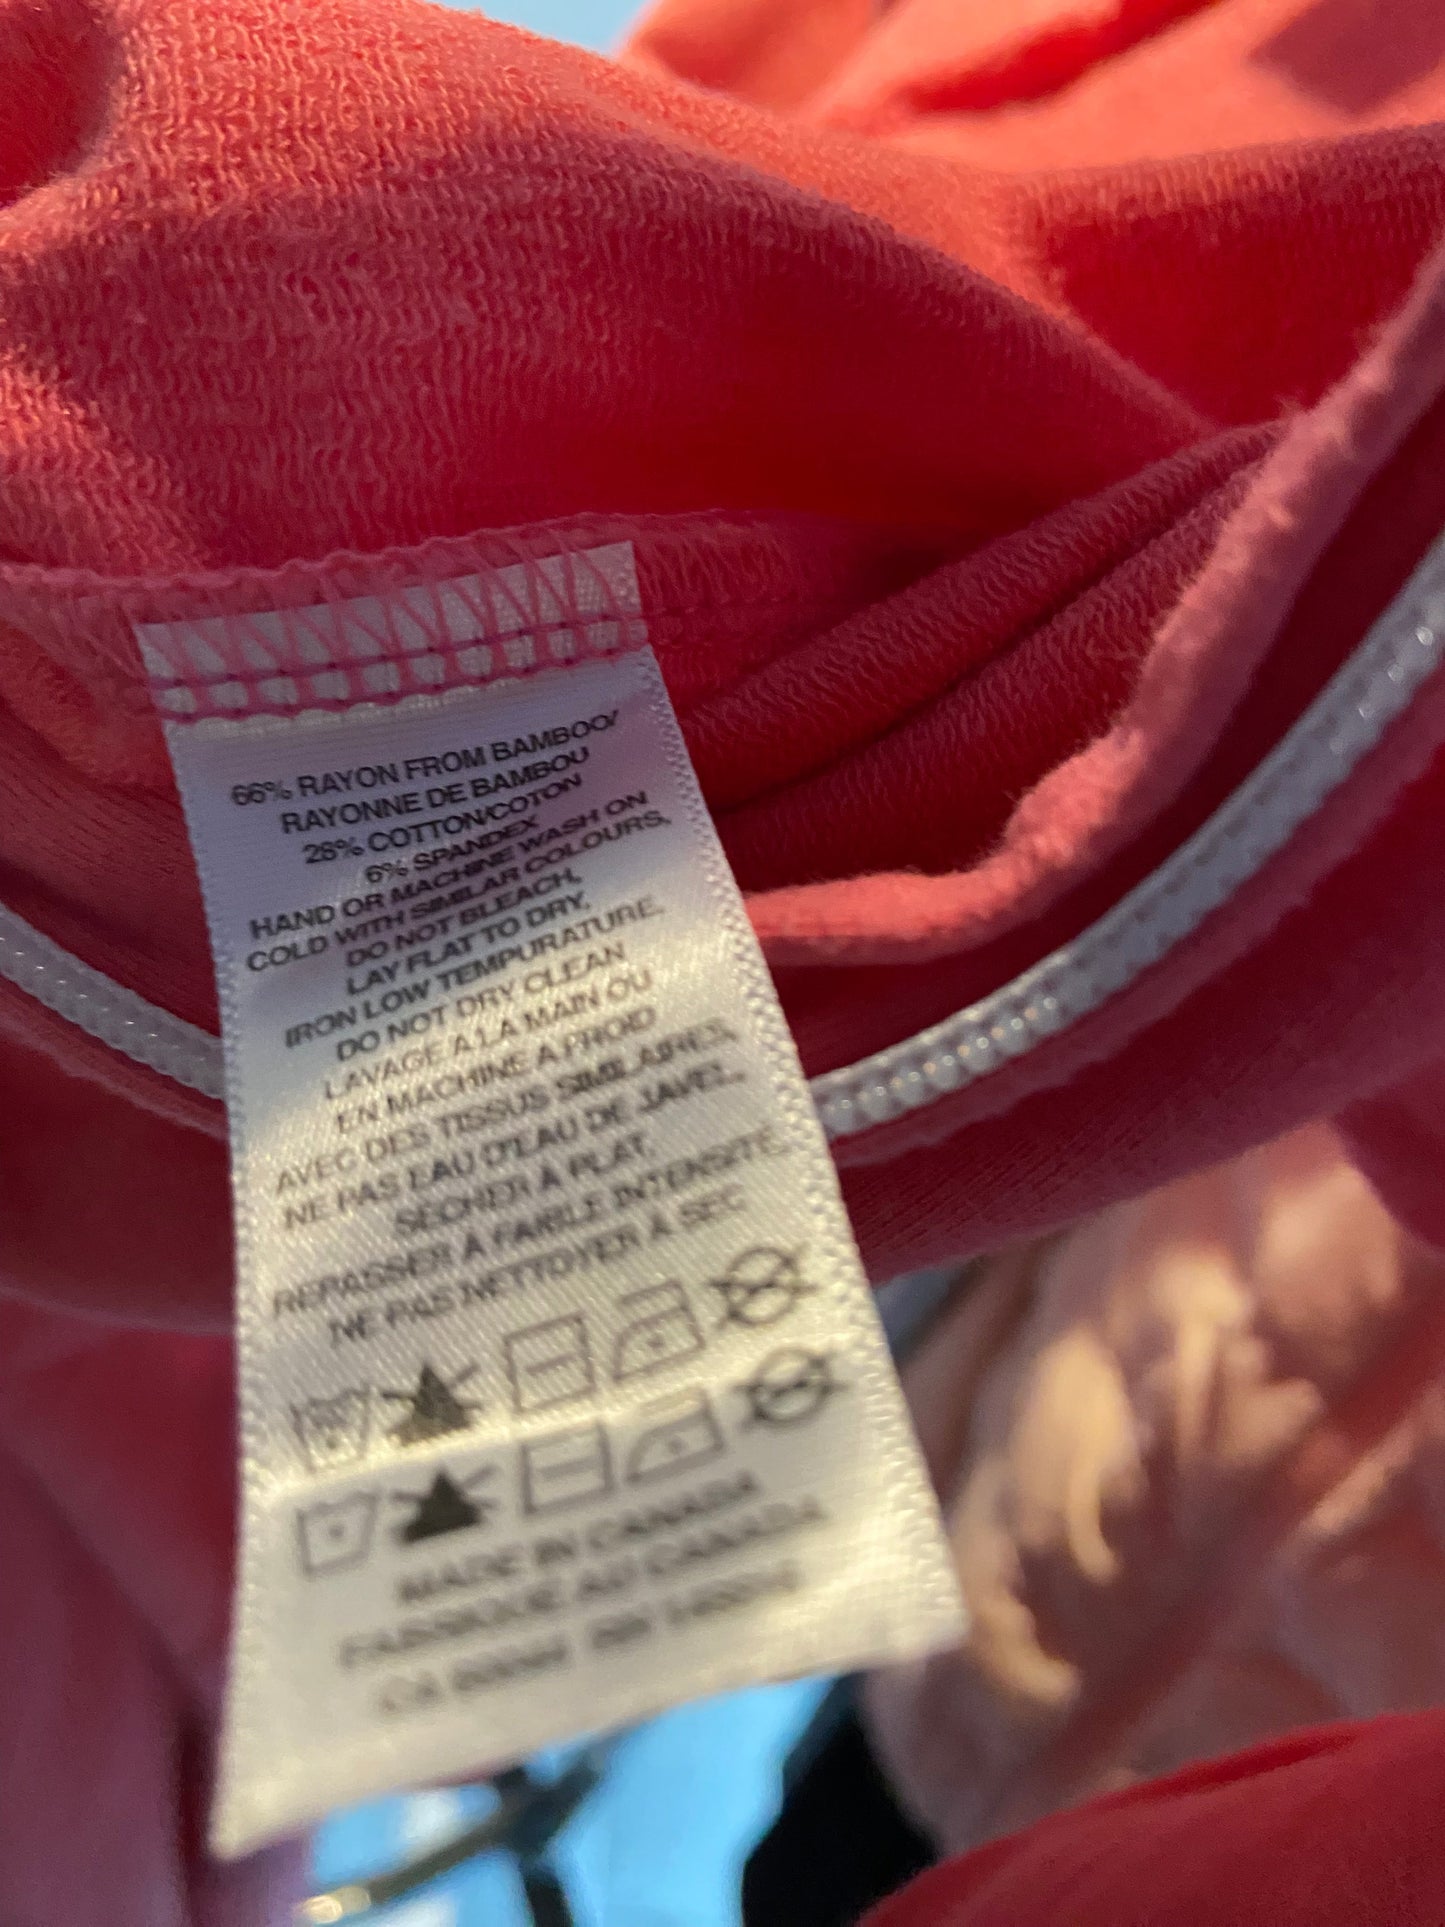 66% RAYON FROM BAMBOO/
RAYONNE DE BAMBOU
28% COTTON/COTON
6% SPANDEX
HAND OR MACHINE WASH ON
COLD WITH SIMILAR COLOURS,
DO NOT BLEACH,
LAY FLAT TO DRY,
IRON LOW TEMPURATURE,
DO NOT DRY CLEAN
LAVAGE A LA MAIN OU
EN MACHINE A FROID
AVEC DES TISSUS SIMILAIRES,
NE PAS EAU D'EAU DE JAVEL,
SÉCHER À PLAT,
REPASSER À FAIBLE INTENSITÉ,
NE PAS NETTOYER À SEC
MADE IN CANADA
FABRIQUÉ AU CANADA
CA